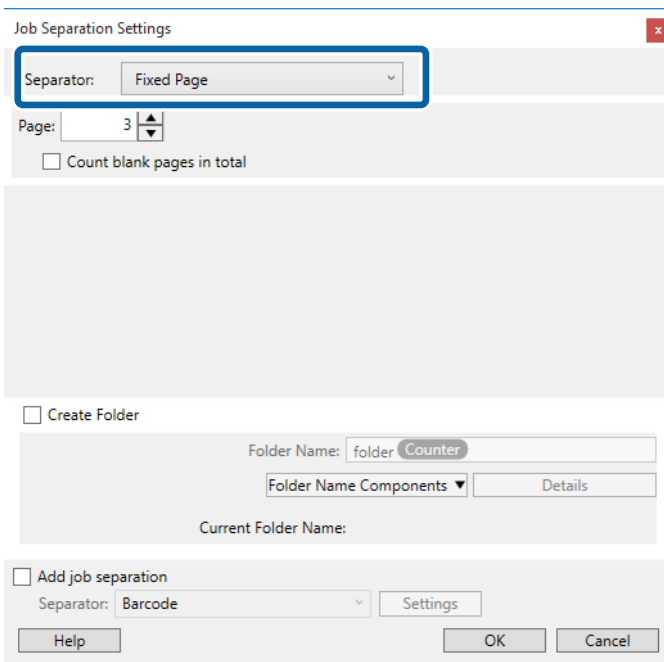 Job Separation Settings
x
Separator: Fixed Page
Page: 3
Count blank pages in total
Create Folder
Folder Name: folder Counter
Folder Name Components ▼ Details
Current Folder Name:
Add job separation
Separator: Barcode Settings
Help OK Cancel